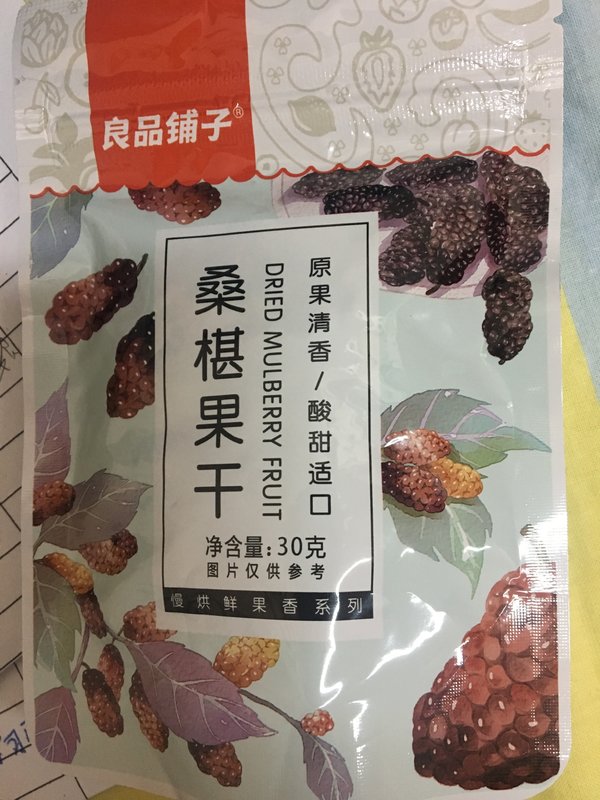 良品铺子®
原果清香/酸甜适口
DRIED MULBERRY FRUIT
桑椹果干
净含量:30克
图片仅供参考
慢烘鲜果香系列